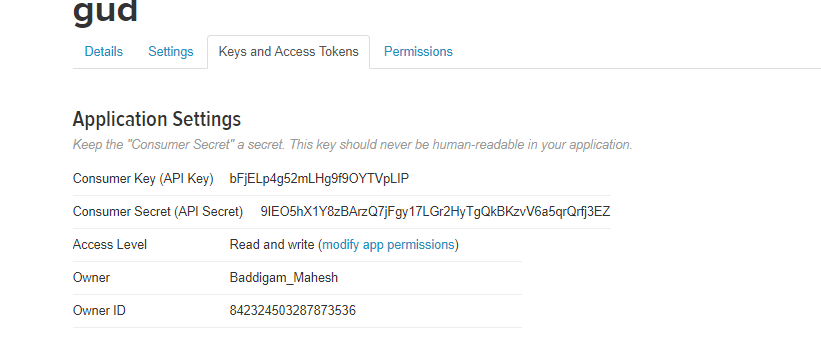 gud
Details Settings Keys and Access Tokens Permissions
Application Settings
Keep the "Consumer Secret" a secret. This key should never be human-readable in your application.
Consumer Key (API Key) bFjELp4g52mLHg9f9OYTVpLIP
Consumer Secret (API Secret) 9IEO5hX1Y8zBArzQ7jFgy17LGr2HyTgQkBKzvV6a5qrQrfj3EZ
Access Level Read and write (modify app permissions)
Owner Baddigam_Mahesh
Owner ID 842324503287873536